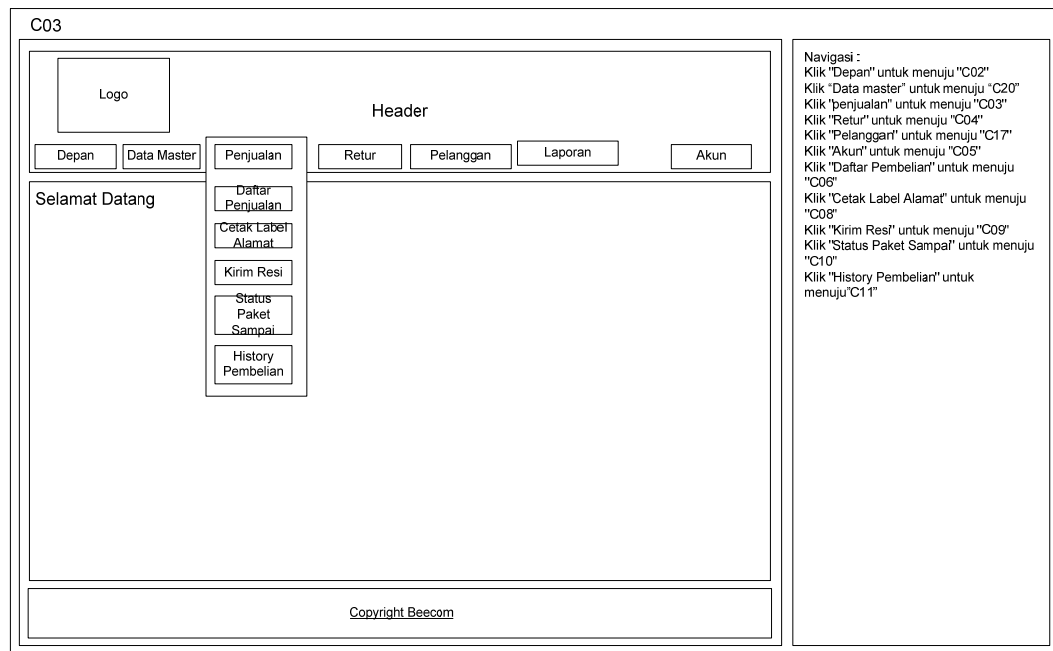 C03
Logo
Header
Depan
Data Master
Penjualan
Retur
Pelanggan
Laporan
Akun
Daftar
Penjualan
Cetak Label
Alamat
Kirim Resi
Status
Paket
Sampai
History
Pembelian
Selamat Datang
Copyright Beecom
Navigasi :
Klik "Depan" untuk menuju "C02"
Klik “Data master” untuk menuju “C20”
Klik "penjualan" untuk menuju "C03"
Klik "Retur" untuk menuju "C04"
Klik "Pelanggan" untuk menuju "C17"
Klik "Akun" untuk menuju "C05"
Klik "Daftar Pembelian" untuk menuju
"C06"
Klik "Cetak Label Alamat" untuk menuju
"C08"
Klik "Kirim Resi" untuk menuju "C09"
Klik "Status Paket Sampai" untuk menuju
"C10"
Klik "History Pembelian" untuk
menuju”C11”